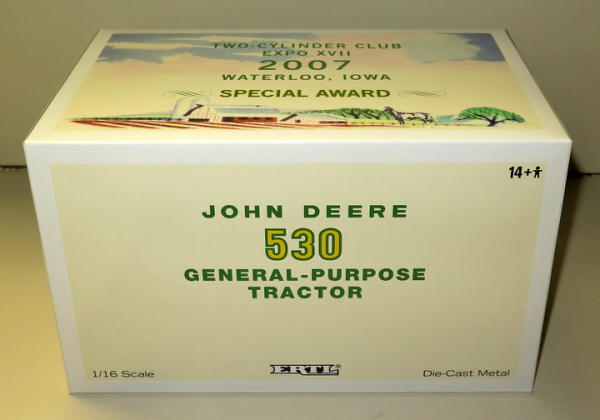 TWO-CYLINDER CLUB
EXPO XVII
2007
WATERLOO, IOWA
SPECIAL AWARD
14+
JOHN DEERE
530
GENERAL-PURPOSE
TRACTOR
1/16 Scale
ERTL®
Die-Cast Metal